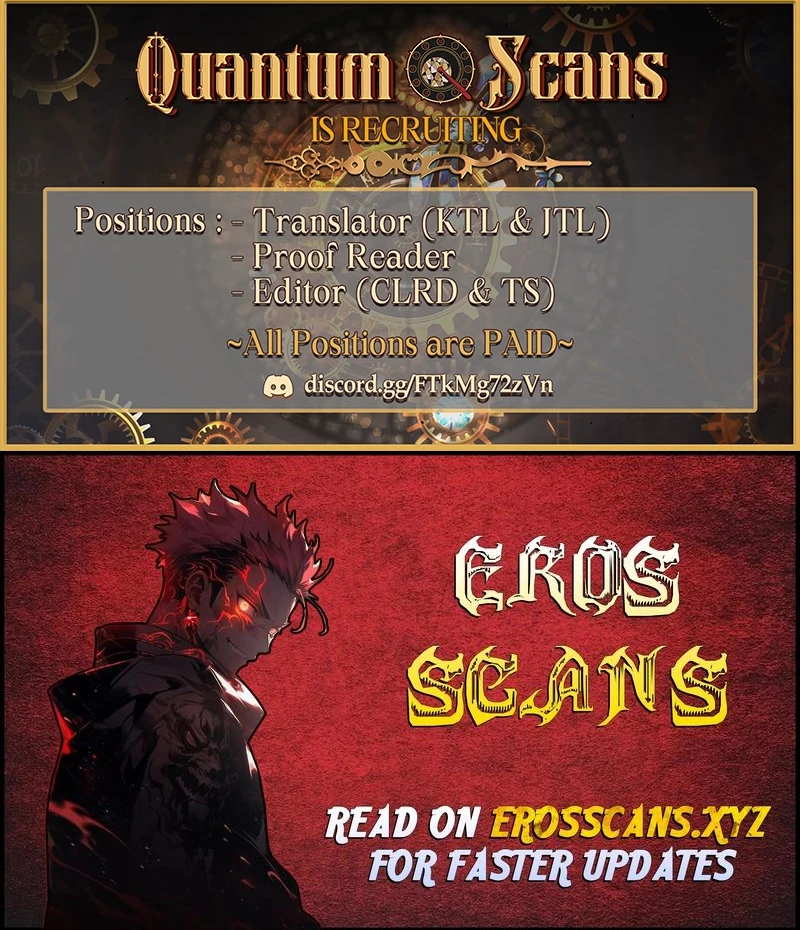 Quantum Scans
IS RECRUITING
Positions : - Translator (KTL & JTL)
- Proof Reader
- Editor (CLRD & TS)
~All Positions are PAID~
discord.gg/FTkMg72zVn
EROS
SCANS
READ ON EROSSCANS.XYZ
FOR FASTER UPDATES